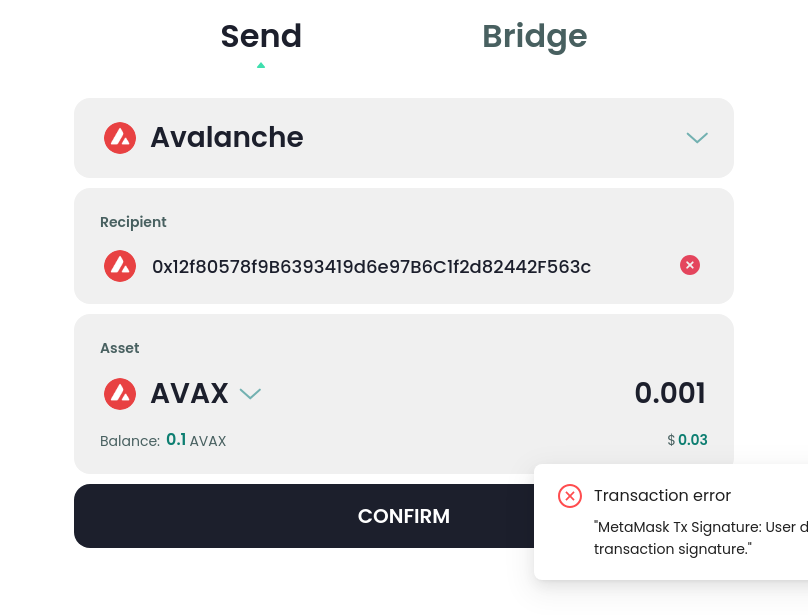 Send
Bridge
Avalanche
Recipient
0x12f80578f9B6393419d6e97B6C1f2d82442F563c
Asset
AVAX
0.001
Balance: 0.1 AVAX
$ 0.03
CONFIRM
Transaction error
"MetaMask Tx Signature: User d
transaction signature."